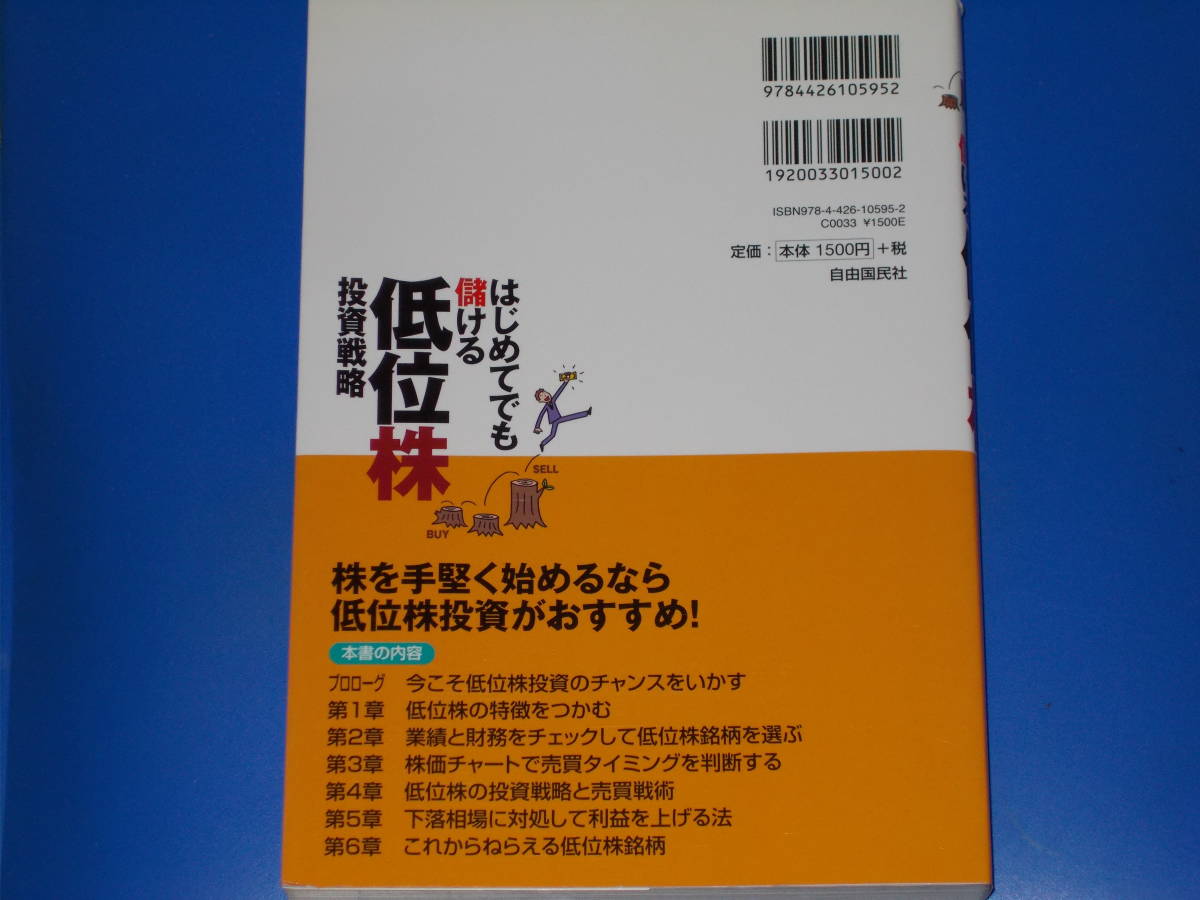 9784426105952
1920033015002
ISBN978-4-426-10595-2
C0033 ¥1500E
定価：本体 1500円＋税
自由国民社
はじめてでも
儲ける
低位株
投資戦略
SELL
BUY
株を手堅く始めるなら
低位株投資がおすすめ！
本書の内容
プロローグ 今こそ低位株投資のチャンスをいかす
第1章 低位株の特徴をつかむ
第2章 業績と財務をチェックして低位株銘柄を選ぶ
第3章 株価チャートで売買タイミングを判断する
第4章 低位株の投資戦略と売買戦術
第5章 下落相場に対処して利益を上げる法
第6章 これからねらえる低位株銘柄